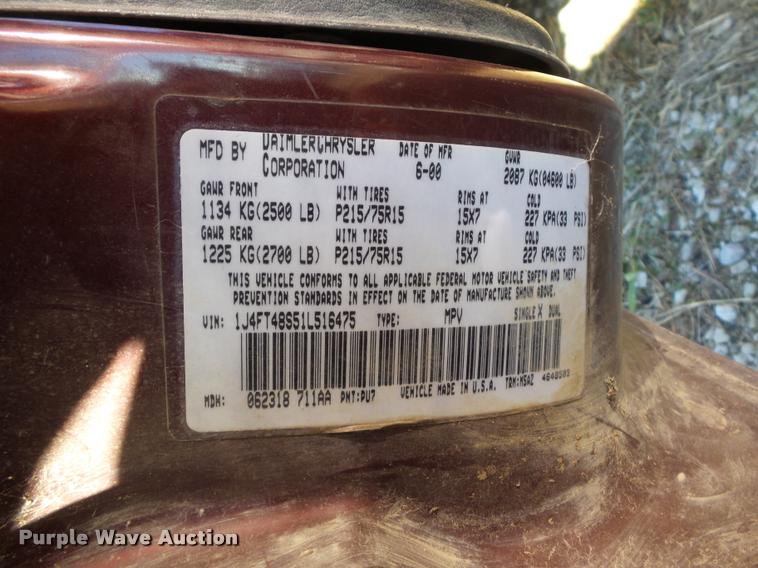 MFD BY DAIMLERCHRYSLER CORPORATION DATE OF MFR 6-00 GVWR 2087 KG(04600 LB)
GAWR FRONT WITH TIRES RIMS AT COLD
1134 KG(2500 LB) P215/75R15 15X7 227 KPA(33 PSI)
GAWR REAR WITH TIRES RIMS AT COLD
1225 KG(2700 LB) P215/75R15 15X7 227 KPA(33 PSI)
THIS VEHICLE CONFORMS TO ALL APPLICABLE FEDERAL MOTOR VEHICLE SAFETY AND THEFT
PREVENTION STANDARDS IN EFFECT ON THE DATE OF MANUFACTURE SHOWN ABOVE.
VIN: 1J4FT48S51L516475 TYPE: MPV SINGLE X DUAL
MDH: 062318 711AA PNT:PU7 VEHICLE MADE IN U.S.A. TRM:M5A2 4648503
Purple Wave Auction